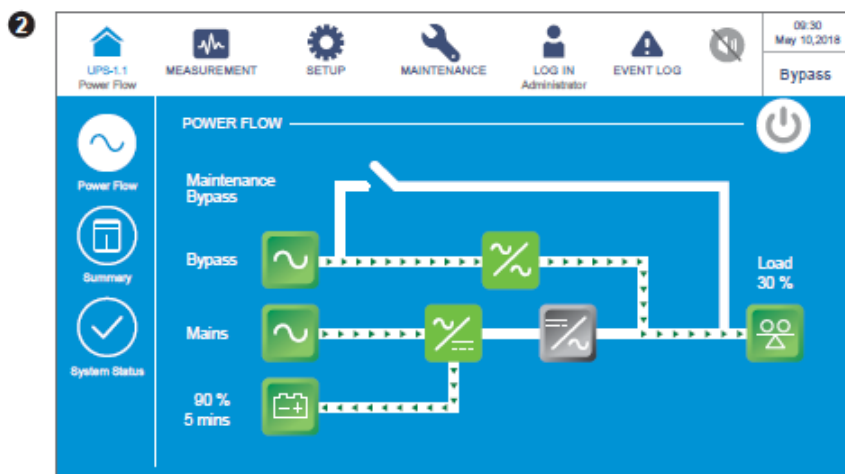 ❷
UPS-1.1
Power Flow
MEASUREMENT
SETUP
MAINTENANCE
LOG IN
Administrator
EVENT LOG
09:30
May 10,2018
Bypass
POWER FLOW
Power Flow
Summary
System Status
Maintenance
Bypass
Bypass
Mains
90 %
5 mins
Load
30 %